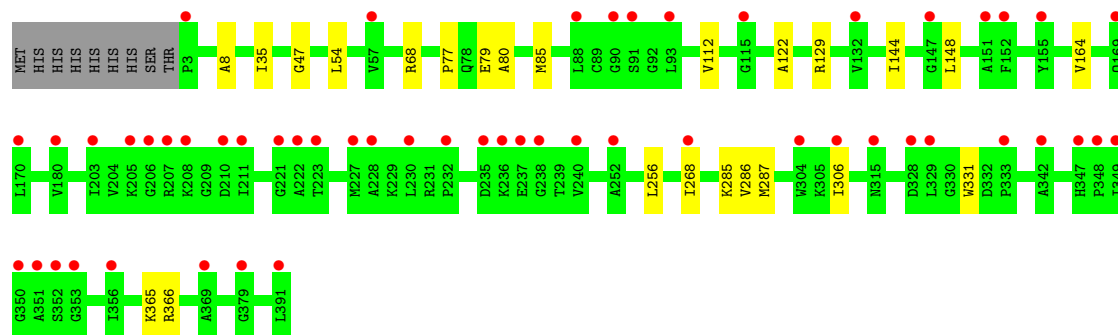 MET HIS HIS HIS HIS HIS HIS SER THR P3 A8 I35 G47 L54 V57 R68 P77 Q78 E79 A80 M85 L88 C89 G90 S91 G92 L93 V112 G115 A122 R129 V132 I144 G147 L148 A151 F152 Y155 V164 Q169
L170 V180 I203 V204 K205 G206 R207 K208 G209 D210 I211 G221 A222 T223 M227 A228 K229 L230 R231 P232 D235 K236 E237 G238 T239 V240 A252 L256 I268 K285 V286 M287 W304 K305 I306 N315 D328 L329 G330 W331 D332 P333 A342 H347 P348
G350 A351 S352 G353 I356 K365 R366 A369 G379 L391